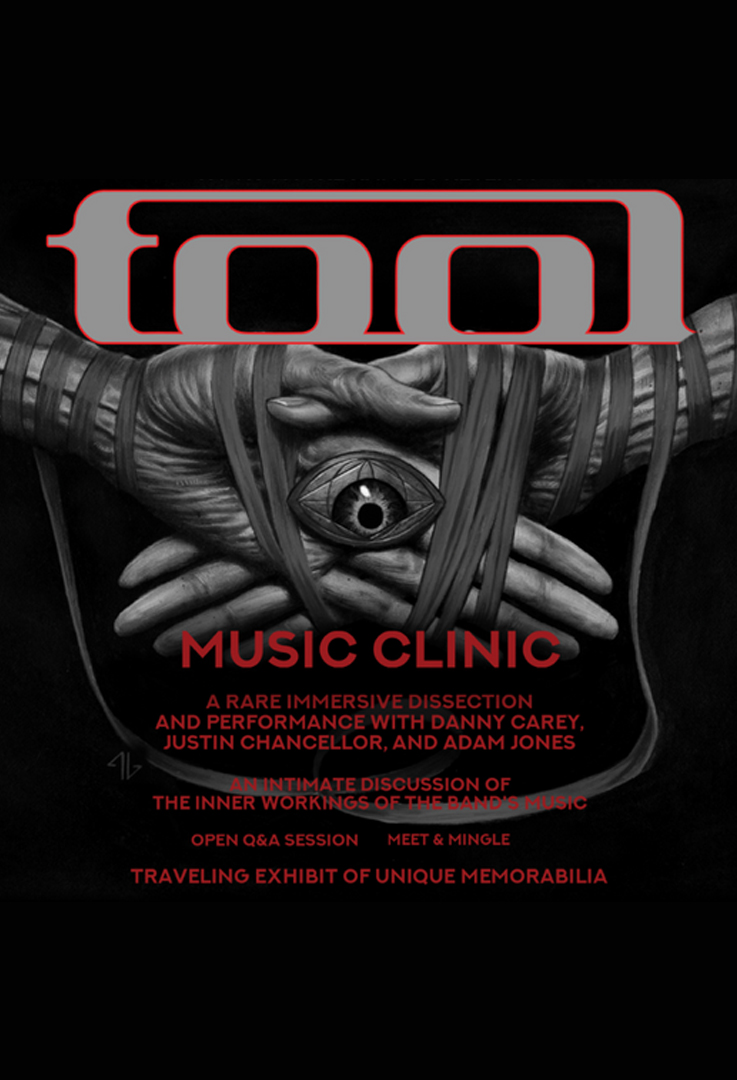 tool
MUSIC CLINIC
A RARE IMMERSIVE DISSECTION
AND PERFORMANCE WITH DANNY CAREY,
JUSTIN CHANCELLOR, AND ADAM JONES
AN INTIMATE DISCUSSION OF
THE INNER WORKINGS OF THE BAND'S MUSIC
OPEN Q&A SESSION MEET & MINGLE
TRAVELING EXHIBIT OF UNIQUE MEMORABILIA